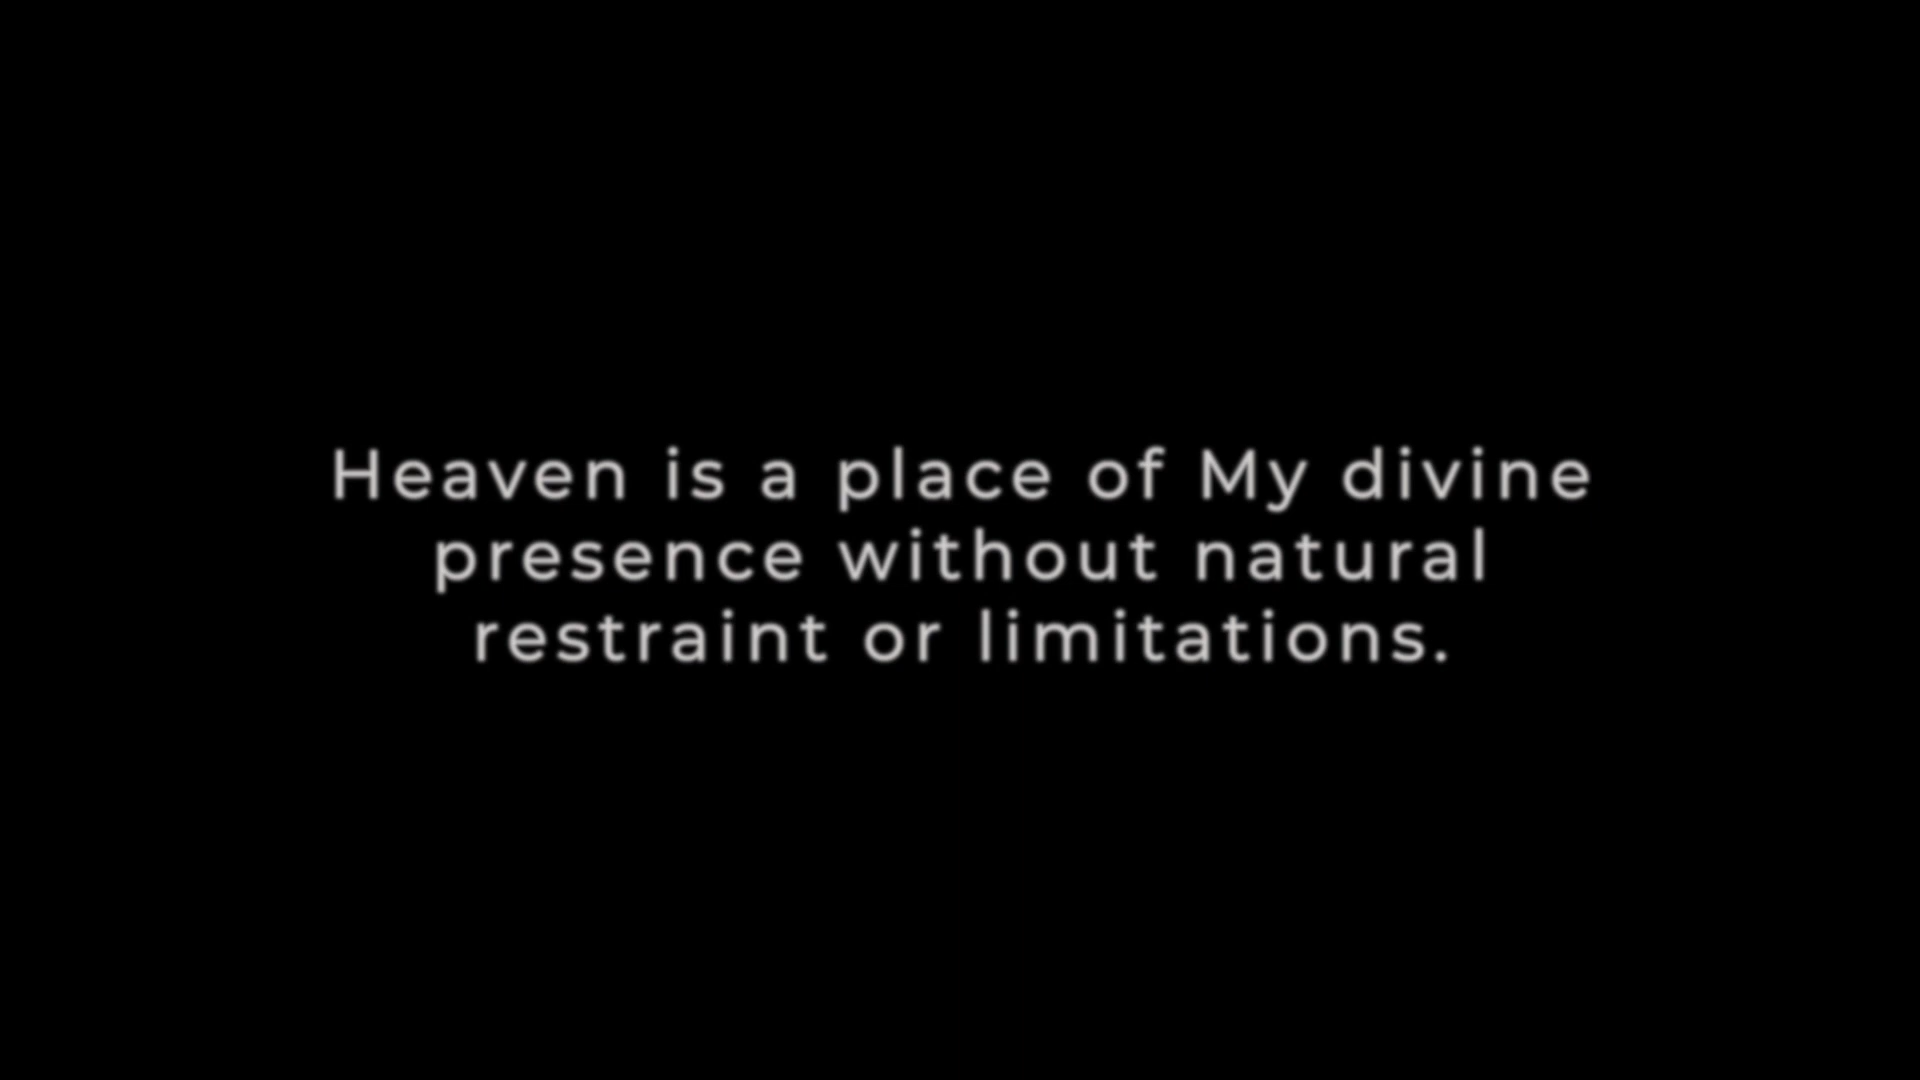 Heaven is a place of My divine
presence without natural
restraint or limitations.